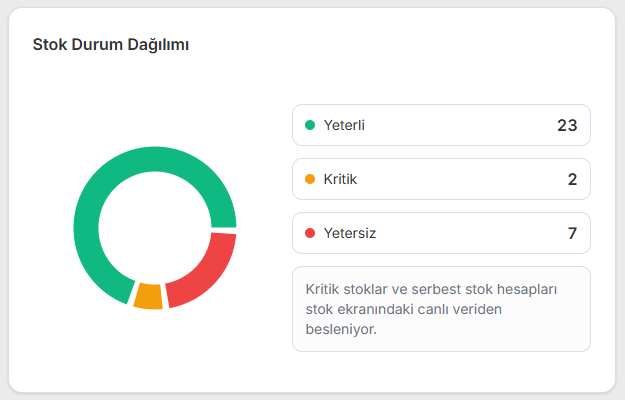 Stok Durum Dağılımı
Yeterli 23
Kritik 2
Yetersiz 7
Kritik stoklar ve serbest stok hesapları
stok ekranındaki canlı veriden
besleniyor.